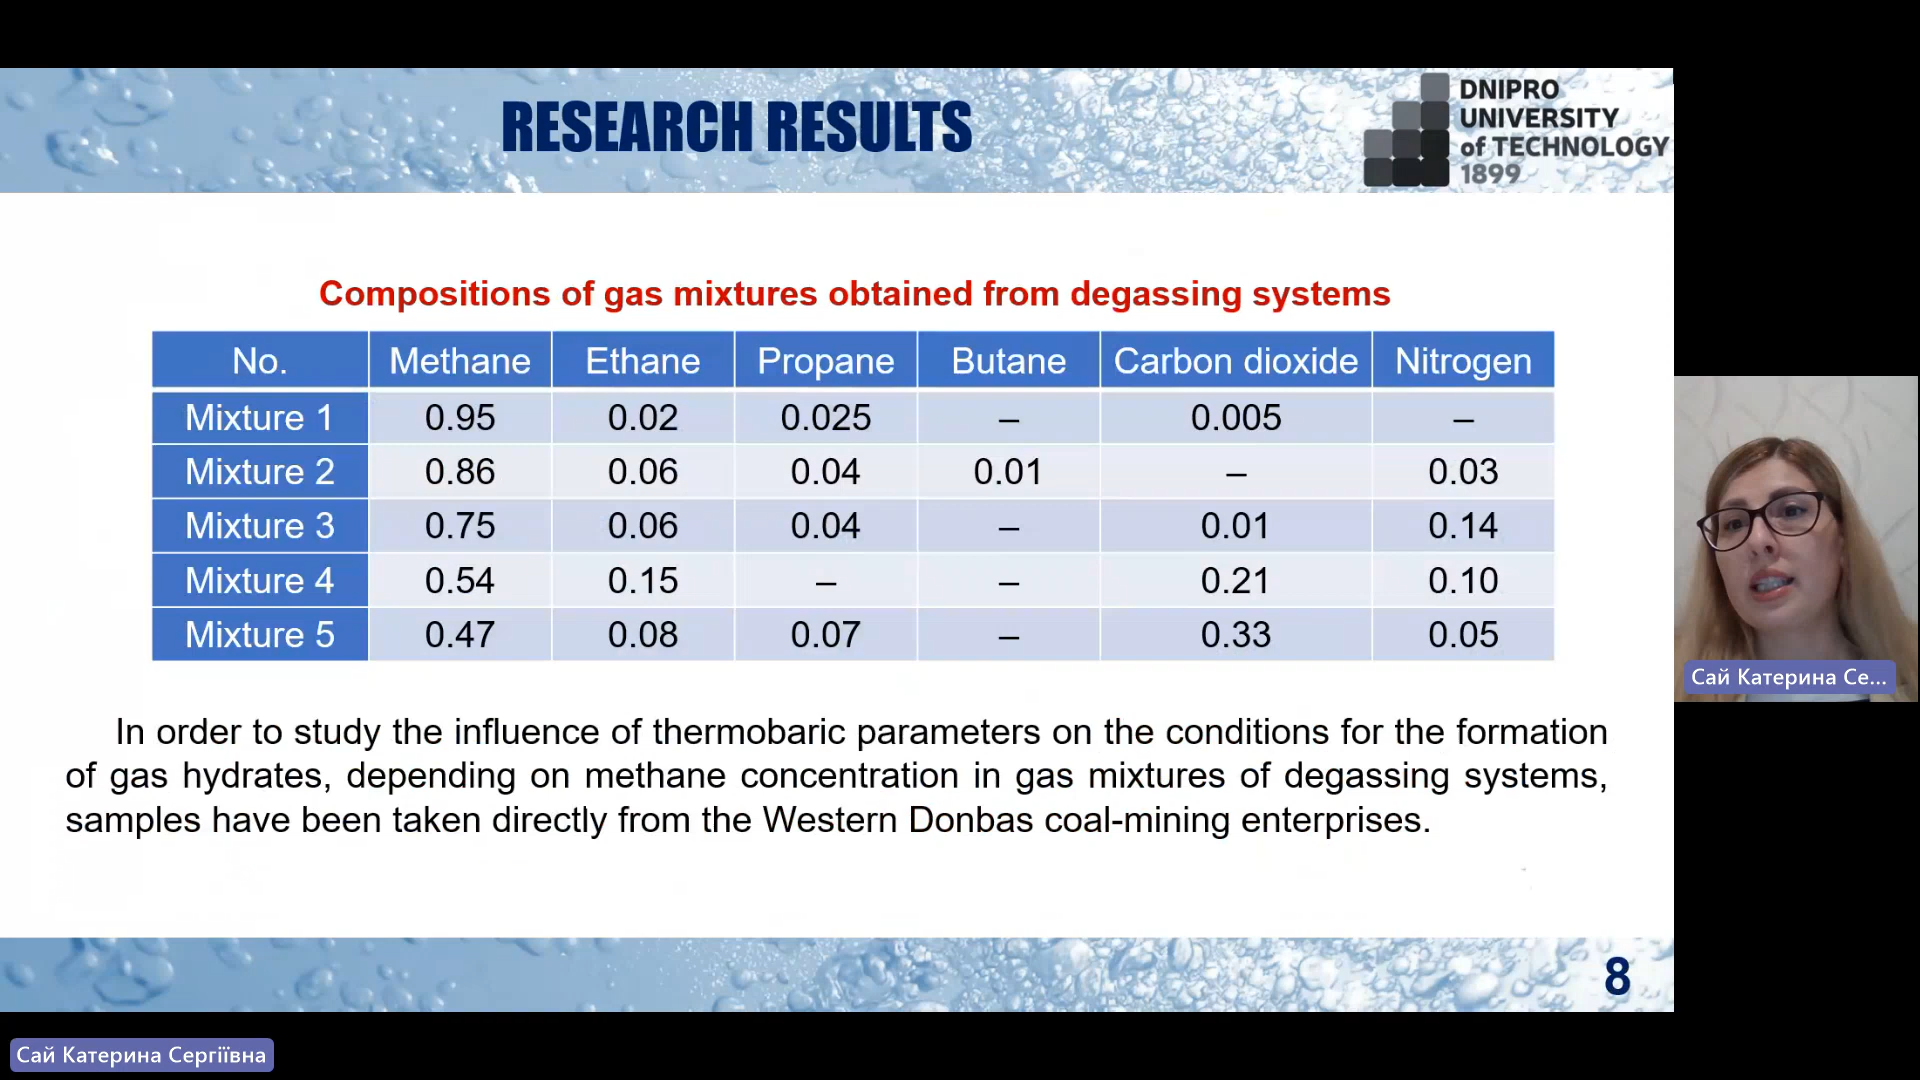 RESEARCH RESULTS
DNIPRO
UNIVERSITY
of TECHNOLOGY
1899
Compositions of gas mixtures obtained from degassing systems
No. Methane Ethane Propane Butane Carbon dioxide Nitrogen
Mixture 1 0.95 0.02 0.025 – 0.005 –
Mixture 2 0.86 0.06 0.04 0.01 – 0.03
Mixture 3 0.75 0.06 0.04 – 0.01 0.14
Mixture 4 0.54 0.15 – – 0.21 0.10
Mixture 5 0.47 0.08 0.07 – 0.33 0.05
In order to study the influence of thermobaric parameters on the conditions for the formation
of gas hydrates, depending on methane concentration in gas mixtures of degassing systems,
samples have been taken directly from the Western Donbas coal-mining enterprises.
8
Сай Катерина Се...
Сай Катерина Сергіївна